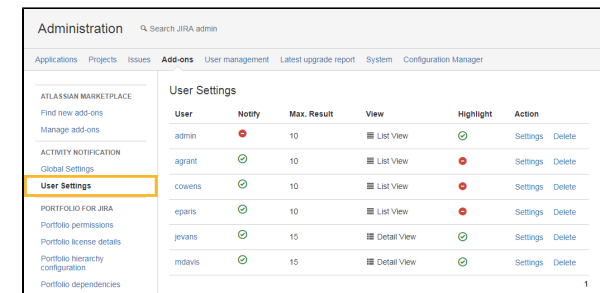 Administration Search JIRA admin
Applications Projects Issues Add-ons User management Latest upgrade report System Configuration Manager
ATLASSIAN MARKETPLACE
Find new add-ons
Manage add-ons
ACTIVITY NOTIFICATION
Global Settings
User Settings
PORTFOLIO FOR JIRA
Portfolio permissions
Portfolio license details
Portfolio hierarchy
configuration
Portfolio dependencies
User Settings
User Notify Max. Result View Highlight Action
admin 10 List View Settings Delete
agrant 10 List View Settings Delete
cowens 10 List View Settings Delete
eparis 10 List View Settings Delete
jevans 15 Detail View Settings Delete
mdavis 15 Detail View Settings Delete
1